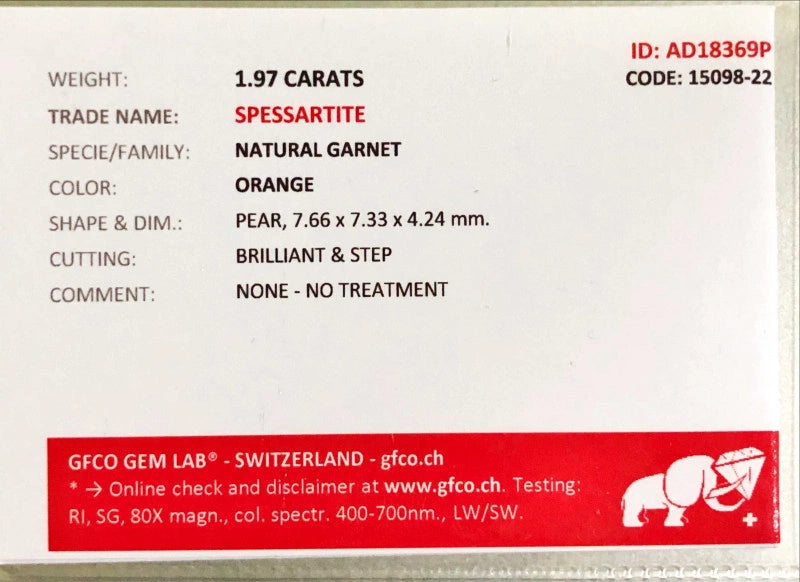 ID: AD18369P
CODE: 15098-22
WEIGHT: 1.97 CARATS
TRADE NAME: SPESSARTITE
SPECIE/FAMILY: NATURAL GARNET
COLOR: ORANGE
SHAPE & DIM.: PEAR, 7.66 x 7.33 x 4.24 mm.
CUTTING: BRILLIANT & STEP
COMMENT: NONE - NO TREATMENT
GFCO GEM LAB® - SWITZERLAND - gfco.ch
* → Online check and disclaimer at www.gfco.ch. Testing:
RI, SG, 80X magn., col. spectr. 400-700nm., LW/SW.